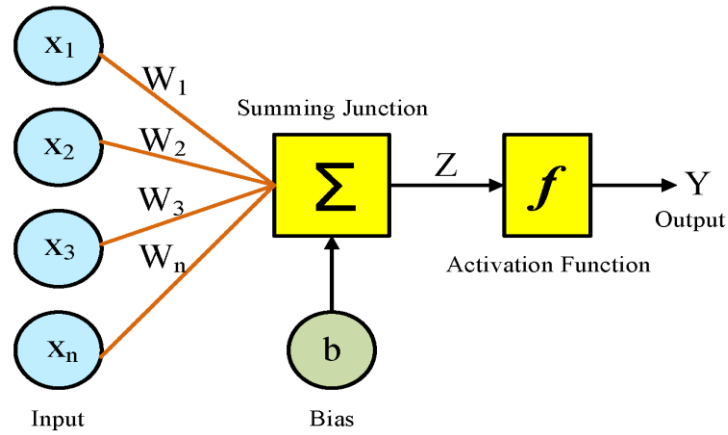 x₁
W₁
Summing Junction
x₂
W₂
Σ
Z
f
Y
Output
x₃
W₃
Wₙ
Activation Function
xₙ
b
Input
Bias